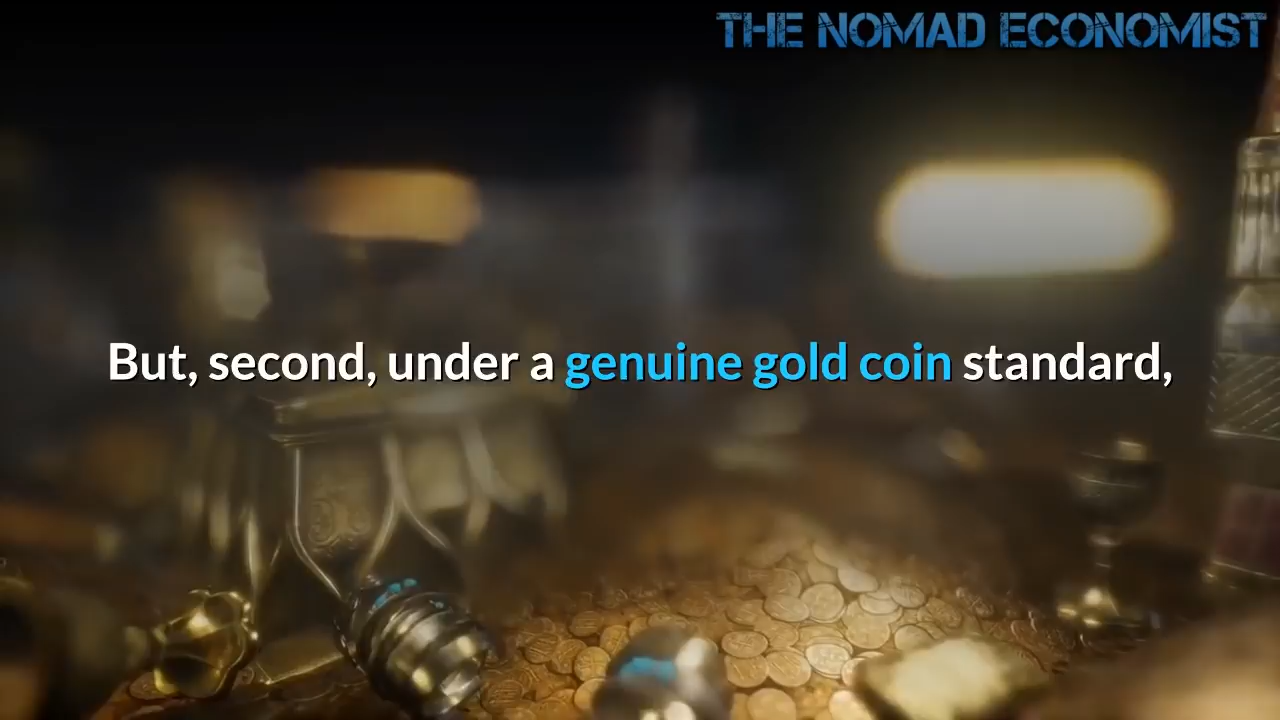 THE NOMAD ECONOMIST
But, second, under a genuine gold coin standard,